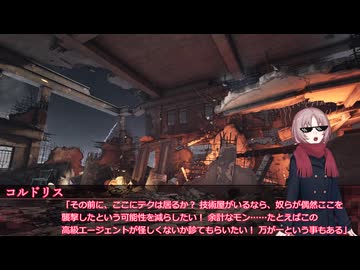 コルドリス
「その前に、ここにテクは居るか? 技術屋がいるなら、奴らが偶然ここを
襲撃したという可能性を減らしたい! 余計なモン……たとえばこの
高級エージェントが怪しくないか診てもらいたい! 万が一という事もある」